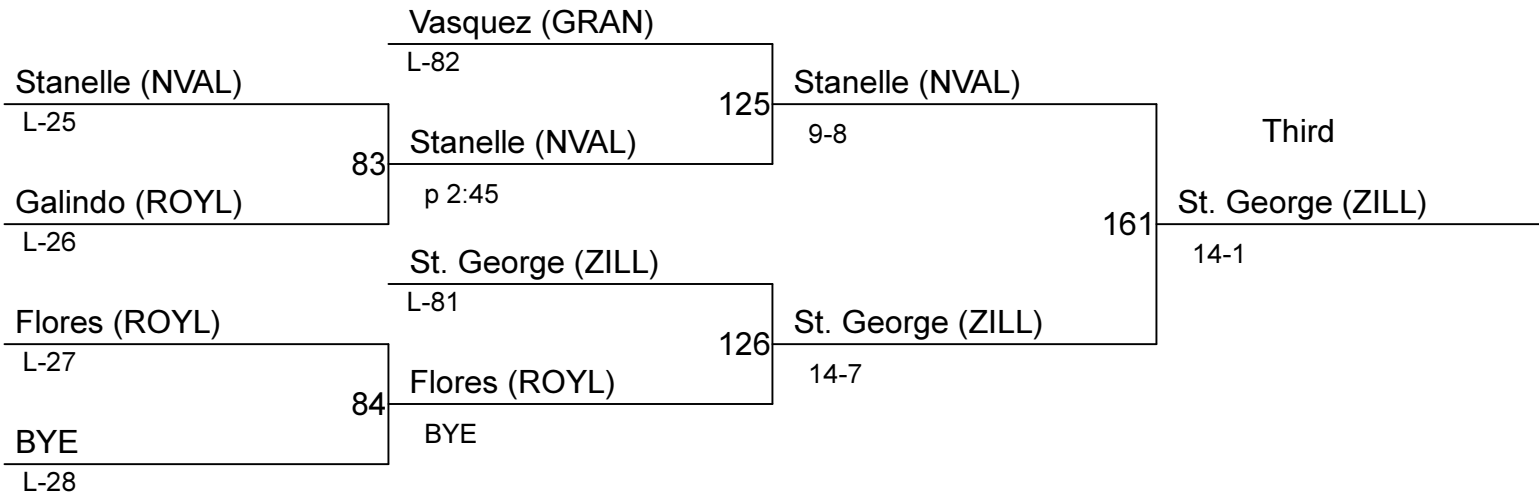 Vasquez (GRAN)
L-82
Stanelle (NVAL)
L-25
125
Stanelle (NVAL)
9-8
Third
83
Stanelle (NVAL)
p 2:45
Galindo (ROYL)
L-26
161
St. George (ZILL)
14-1
St. George (ZILL)
L-81
Flores (ROYL)
L-27
126
St. George (ZILL)
14-7
84
Flores (ROYL)
BYE
BYE
L-28